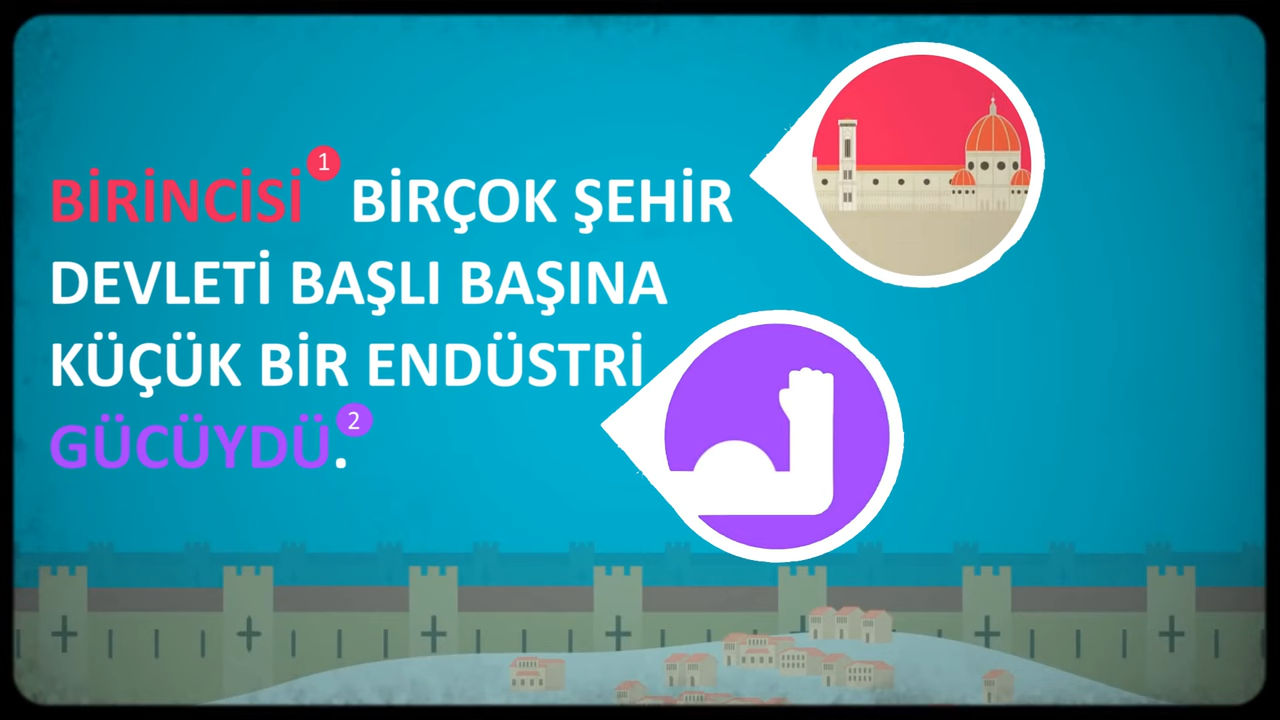 BİRİNCİSİ 1 BİRÇOK ŞEHİR
DEVLETİ BAŞLI BAŞINA
KÜÇÜK BİR ENDÜSTRİ
GÜCÜYDÜ. 2